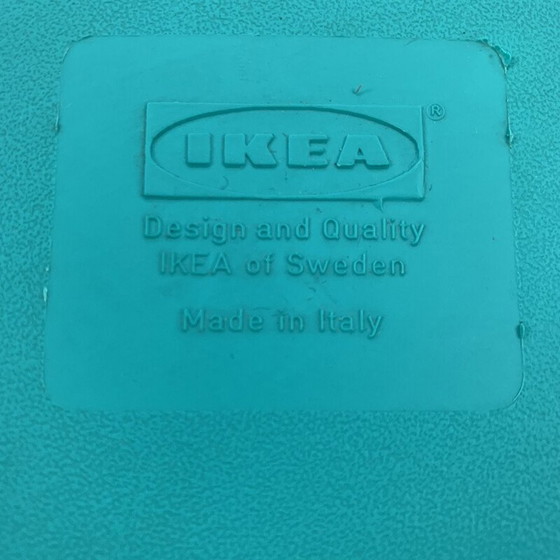 IKEA®
Design and Quality
IKEA of Sweden
Made in Italy